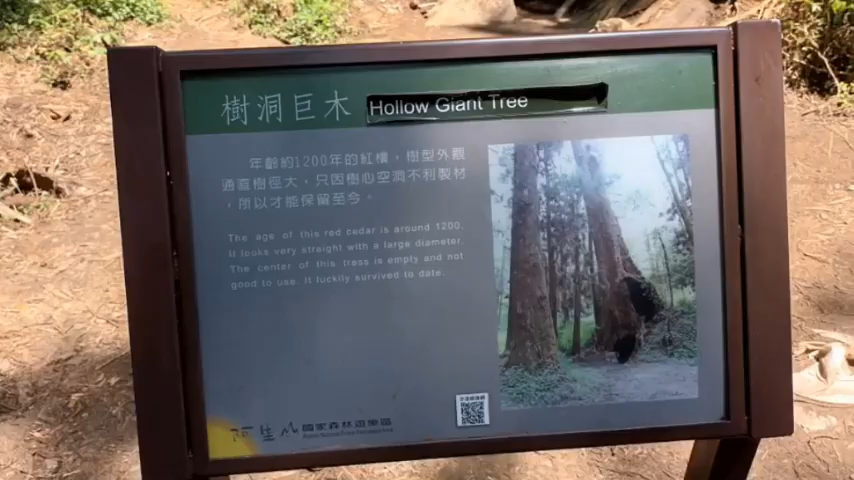 樹洞巨木 Hollow Giant Tree
年齡約1200年的紅檜，樹型外觀
通直樹徑大，只因樹心空洞不利製材
，所以才能保留至今。
The age of this red cedar is around 1200.
It looks very straight with a large diameter.
The center of this tress is empty and not
good to use. It luckily survived to date.
阿里山 國家森林遊樂區